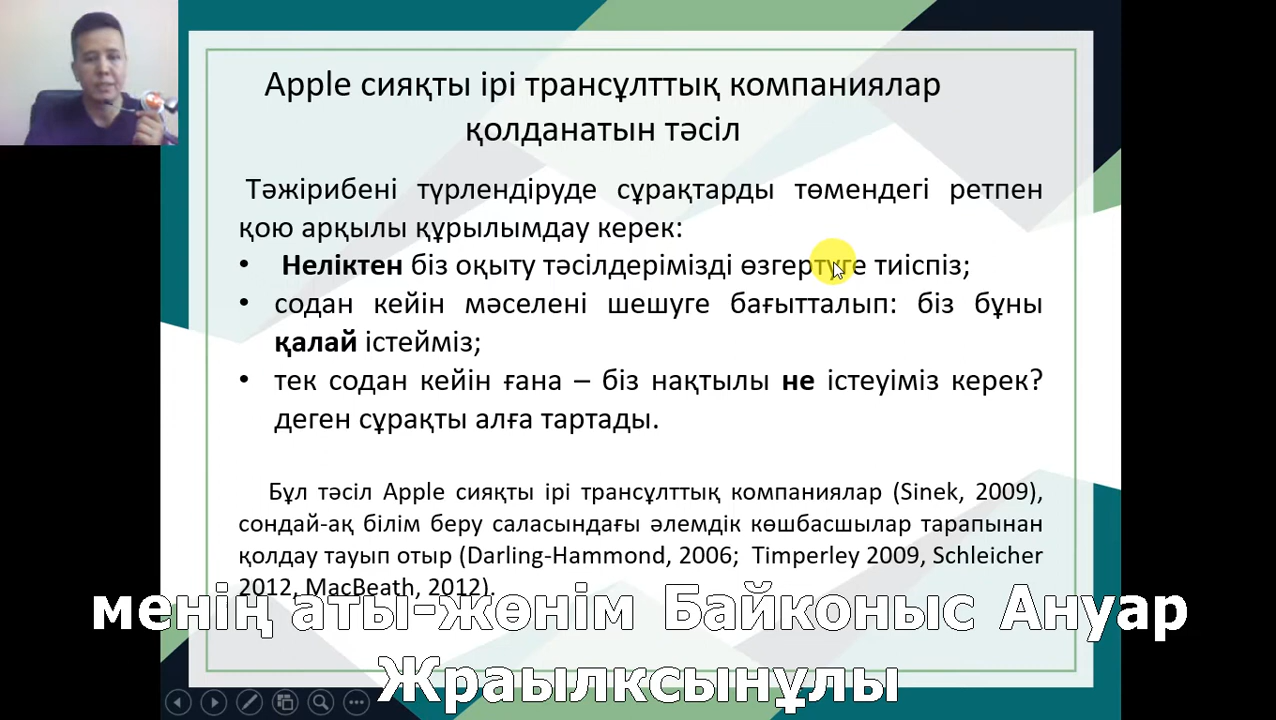 Apple сияқты ірі трансұлттық компаниялар
қолданатын тәсіл
Тәжірибені түрлендіруде сұрақтарды төмендегі ретпен
қою арқылы құрылымдау керек:
• Неліктен біз оқыту тәсілдерімізді өзгертуге тиіспіз;
• содан кейін мәселені шешуге бағытталып: біз бұны
қалай істейміз;
• тек содан кейін ғана – біз нақтылы не істеуіміз керек?
деген сұрақты алға тартады.
Бұл тәсіл Apple сияқты ірі трансұлттық компаниялар (Sinek, 2009),
сондай-ақ білім беру саласындағы әлемдік көшбасшылар тарапынан
қолдау тауып отыр (Darling-Hammond, 2006; Timperley 2009, Schleicher
2012, MacBeath, 2012).
менің аты-жөнім Байконыс Ануар
Жраылксынұлы